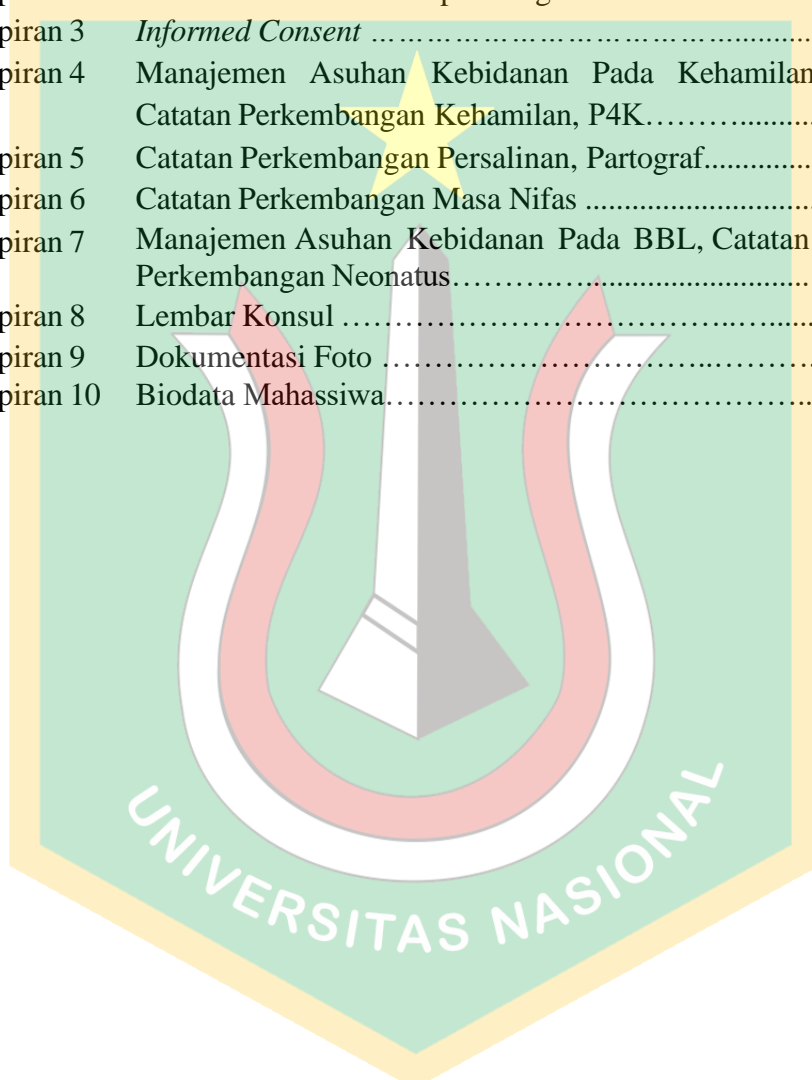 piran 3 Informed Consent ……………………………………...........
piran 4 Manajemen Asuhan Kebidanan Pada Kehamilan
Catatan Perkembangan Kehamilan, P4K………...........
piran 5 Catatan Perkembangan Persalinan, Partograf...............
piran 6 Catatan Perkembangan Masa Nifas ..............................
piran 7 Manajemen Asuhan Kebidanan Pada BBL, Catatan
Perkembangan Neonatus……….…...............................
piran 8 Lembar Konsul …………………………………...…......
piran 9 Dokumentasi Foto ……………………………..……….
piran 10 Biodata Mahassiwa……………………………………..
UNIVERSITAS NASIONAL